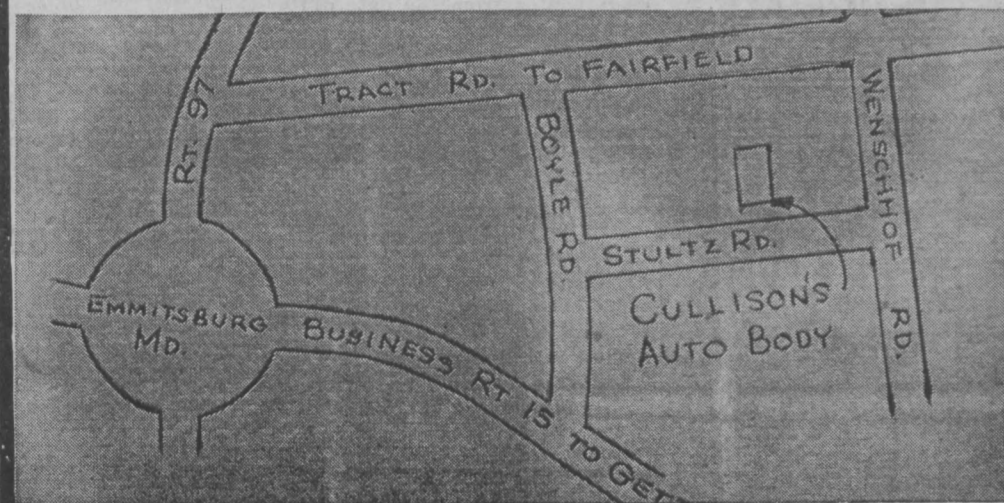 TRACT RD. TO FAIRFIELD
RT. 97
BOYLE RD.
WENSCHHOF RD.
STULTZ RD.
CULLISON'S
AUTO BODY
EMMITSBURG
MD.
BUSINESS RT 15 TO